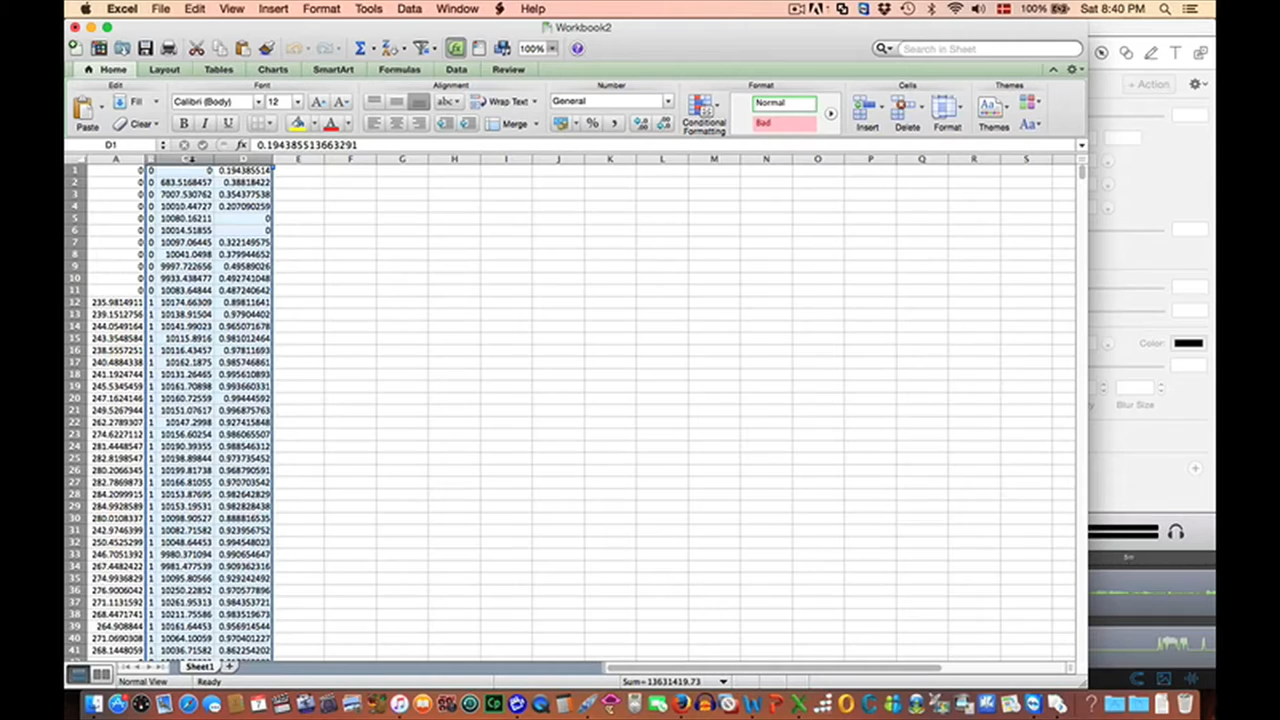 Excel File Edit View Insert Format Tools Data Window Help 100% Sat 8:40 PM
Workbook2
100% Search in Sheet
Home Layout Tables Charts SmartArt Formulas Data Review
Edit Font Alignment Number Format Cells Themes
Paste Fill Calibri (Body) 12 A A abc Wrap Text General Conditional Formatting Normal Insert Delete Format Themes Aa
Clear B I U A Merge % , Bad
D1 fx 0.194385513663291
A C D E F G H I J K L M N O P Q R S
1 0 0 0 0.194385514
2 0 0 683.5168457 0.38818422
3 0 0 7007.530762 0.354377538
4 0 0 10010.44727 0.207090259
5 0 0 10080.16211 0
6 0 0 10014.51855 0
7 0 0 10097.06445 0.322149575
8 0 0 10041.0498 0.379944652
9 0 0 9997.722656 0.49589026
10 0 0 9933.438477 0.492741048
11 0 0 10083.64844 0.487240642
12 235.9814911 1 10174.66309 0.89811641
13 239.1512756 1 10138.91504 0.97904402
14 244.0549164 1 10141.99023 0.965071678
15 243.3548584 1 10115.8916 0.981012464
16 238.5557251 1 10116.43457 0.97811693
17 240.4884338 1 10162.1875 0.985746861
18 241.1924744 1 10131.26465 0.995610893
19 245.5345459 1 10161.70898 0.993660331
20 247.1624146 1 10160.72559 0.99444592
21 249.5267944 1 10151.07617 0.996875763
22 262.2789307 1 10147.2998 0.927415848
23 274.6227112 1 10156.60254 0.986065507
24 281.4448547 1 10190.39355 0.988546312
25 282.8198547 1 10198.89844 0.973735452
26 280.2066345 1 10199.81738 0.968790591
27 282.7869873 1 10166.81055 0.970703542
28 284.2099915 1 10153.87695 0.982642829
29 284.9928589 1 10153.19531 0.982828438
30 280.0108337 1 10098.90527 0.888816535
31 242.9746399 1 10082.71582 0.923956752
32 250.4525299 1 10048.64453 0.994548023
33 246.7051392 1 9980.371094 0.990654647
34 267.4482422 1 9981.477539 0.909362316
35 274.9936829 1 10095.80566 0.929242492
36 276.9006042 1 10250.22852 0.970577896
37 271.1131592 1 10261.95313 0.984353721
38 268.4471741 1 10211.75586 0.983519673
39 264.908844 1 10161.64453 0.956914544
40 271.0690308 1 10064.10059 0.970401227
41 268.1448059 1 10036.71582 0.862254202
Sheet1
Normal View Ready Sum=13631419.73
+ Action
Color:
Blur Size